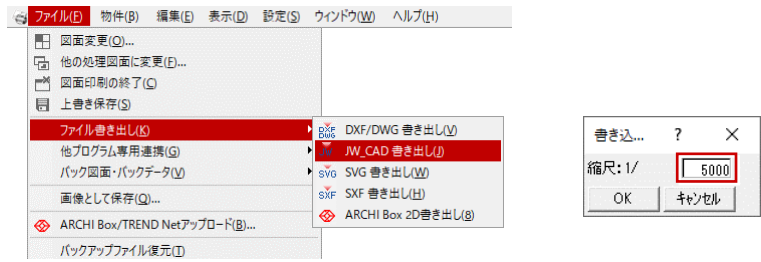 ファイル(F) 物件(B) 編集(E) 表示(D) 設定(S) ウィンドウ(W) ヘルプ(H)
図面変更(O)...
他の処理図面に変更(F)...
図面印刷の終了(C)
上書き保存(S)
ファイル書き出し(K)
他プログラム専用連携(G)
バック図面・バックデータ(V)
画像として保存(Q)...
ARCHI Box/TREND Netアップロード(B)...
バックアップファイル復元(T)
DXF DWG DXF/DWG 書き出し(V)
JW_CAD 書き出し(J)
SVG SVG 書き出し(W)
SXF SXF 書き出し(H)
ARCHI Box 2D書き出し(8)
書き込... ? ×
縮尺:1/ 5000
OK キャンセル